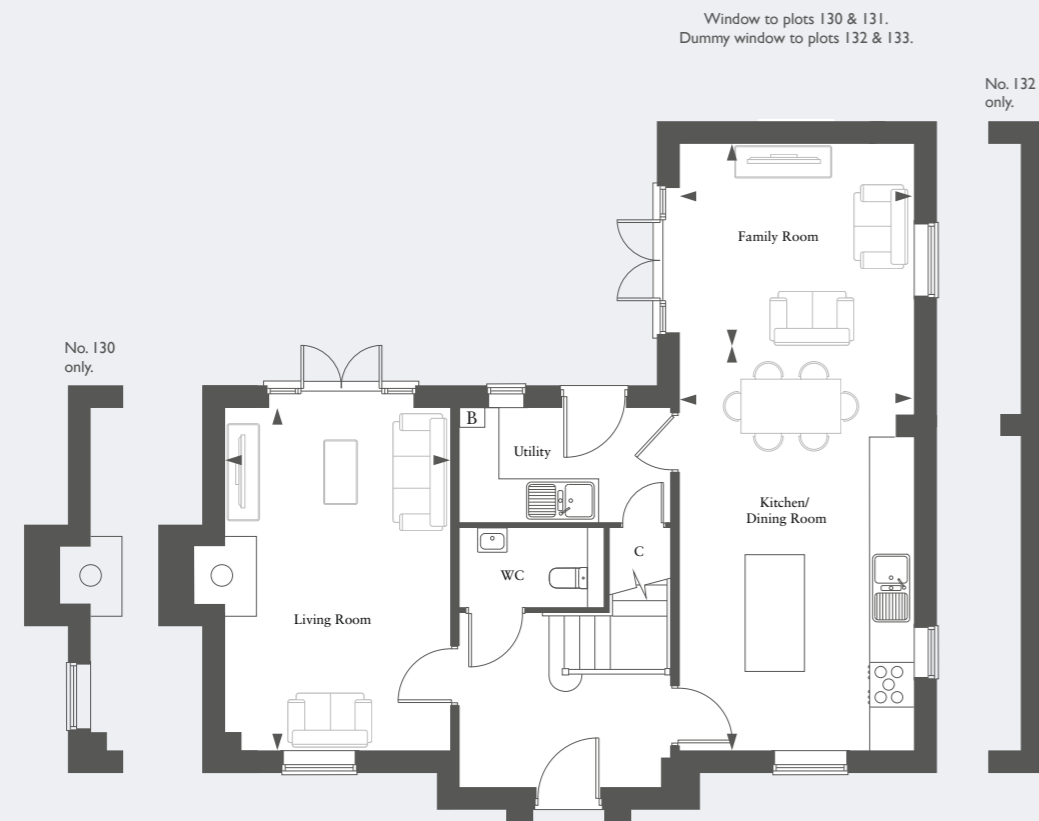 Window to plots 130 & 131.
Dummy window to plots 132 & 133.
No. 132
only.
Family Room
No. 130
only.
B
Utility
Kitchen/
Dining Room
C
WC
Living Room